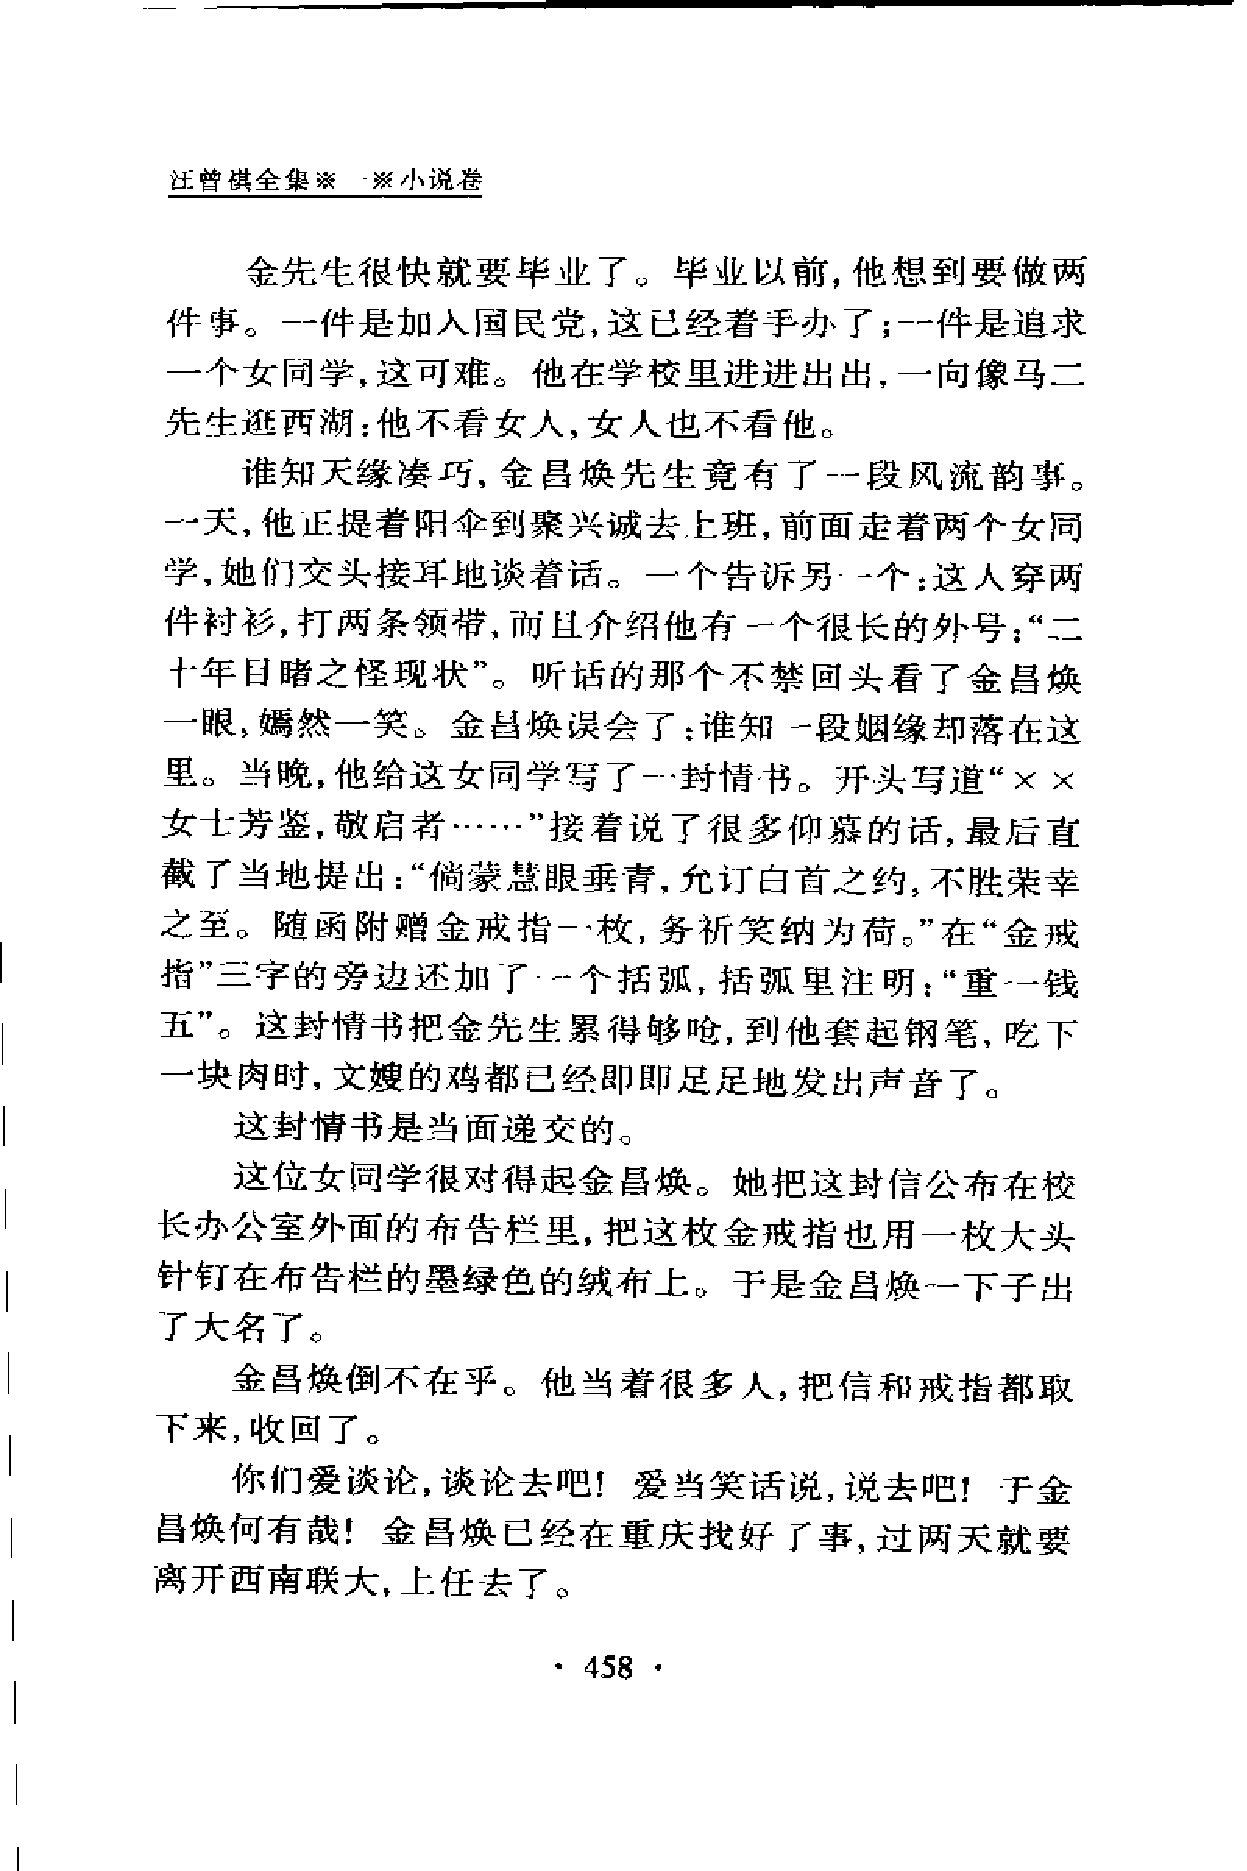 汪曾祺全集※一※小说卷
金先生很快就要毕业了。毕业以前,他想到要做两
件事。一件是加入国民党,这已经着手办了;一件是追求
一个女同学,这可难。他在学校里进进出出,一向像马二
先生逛西湖:他不看女人,女人也不看他。
谁知天缘凑巧,金昌焕先生竟有了一段风流韵事。
一天,他正提着阳伞到聚兴诚去上班,前面走着两个女同
学,她们交头接耳地谈着话。一个告诉另一个:这人穿两
件衬衫,打两条领带,而且介绍他有一个很长的外号:“二
十年目睹之怪现状”。听话的那个不禁回头看了金昌焕
一眼,嫣然一笑。金昌焕误会了:谁知一段姻缘却落在这
里。当晚,他给这女同学写了一封情书。开头写道“××
女士芳鉴,敬启者……”接着说了很多仰慕的话,最后直
截了当地提出:“倘蒙慧眼垂青,允订白首之约,不胜荣幸
之至。随函附赠金戒指一枚,务祈笑纳为荷。”在“金戒
指”三字的旁边还加了一个括弧,括弧里注明:“重一钱
五”。这封情书把金先生累得够呛,到他套起钢笔,吃下
一块肉时,文嫂的鸡都已经即即足足地发出声音了。
这封情书是当面递交的。
这位女同学很对得起金昌焕。她把这封信公布在校
长办公室外面的布告栏里,把这枚金戒指也用一枚大头
针钉在布告栏的墨绿色的绒布上。于是金昌焕一下子出
了大名了。
金昌焕倒不在乎。他当着很多人,把信和戒指都取
下来,收回了。
你们爱谈论,谈论去吧!爱当笑话说,说去吧!于金
昌焕何有哉!金昌焕已经在重庆找好了事,过两天就要
离开西南联大,上任去了。
· 458 ·